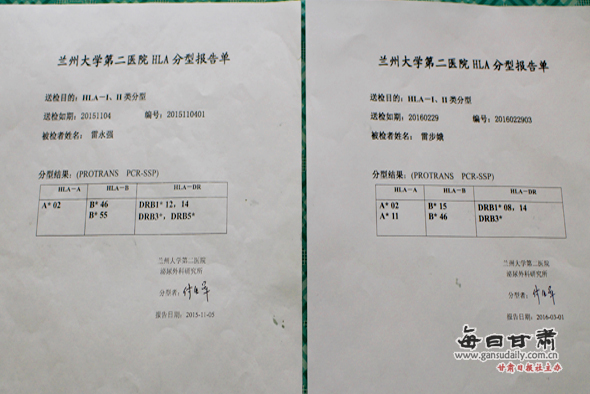 兰州大学第二医院 HLA 分型报告单
送检目的：HLA－I、II 类分型
送检如期：20151104 编号：2015110401
被检者姓名：雷永强
分型结果：(PROTRANS PCR-SSP)
HLA－A HLA－B HLA－DR
A* 02 B* 46 DRB1* 12，14
B* 55 DRB3*，DRB5*
兰州大学第二医院
泌尿外科研究所
分型者：
报告日期：2015-11-05
兰州大学第二医院 HLA 分型报告单
送检目的：HLA－I、II 类分型
送检如期：20160229 编号：2016022903
被检者姓名：雷步娥
分型结果：(PROTRANS PCR-SSP)
HLA－A HLA－B HLA－DR
A* 02 B* 15 DRB1* 08，14
A* 11 B* 46 DRB3*
兰州大学第二医院
泌尿外科研究所
分型者：
报告日期：2016-03-01
每日甘肃
www.gansudaily.com.cn
甘肃日报社主办